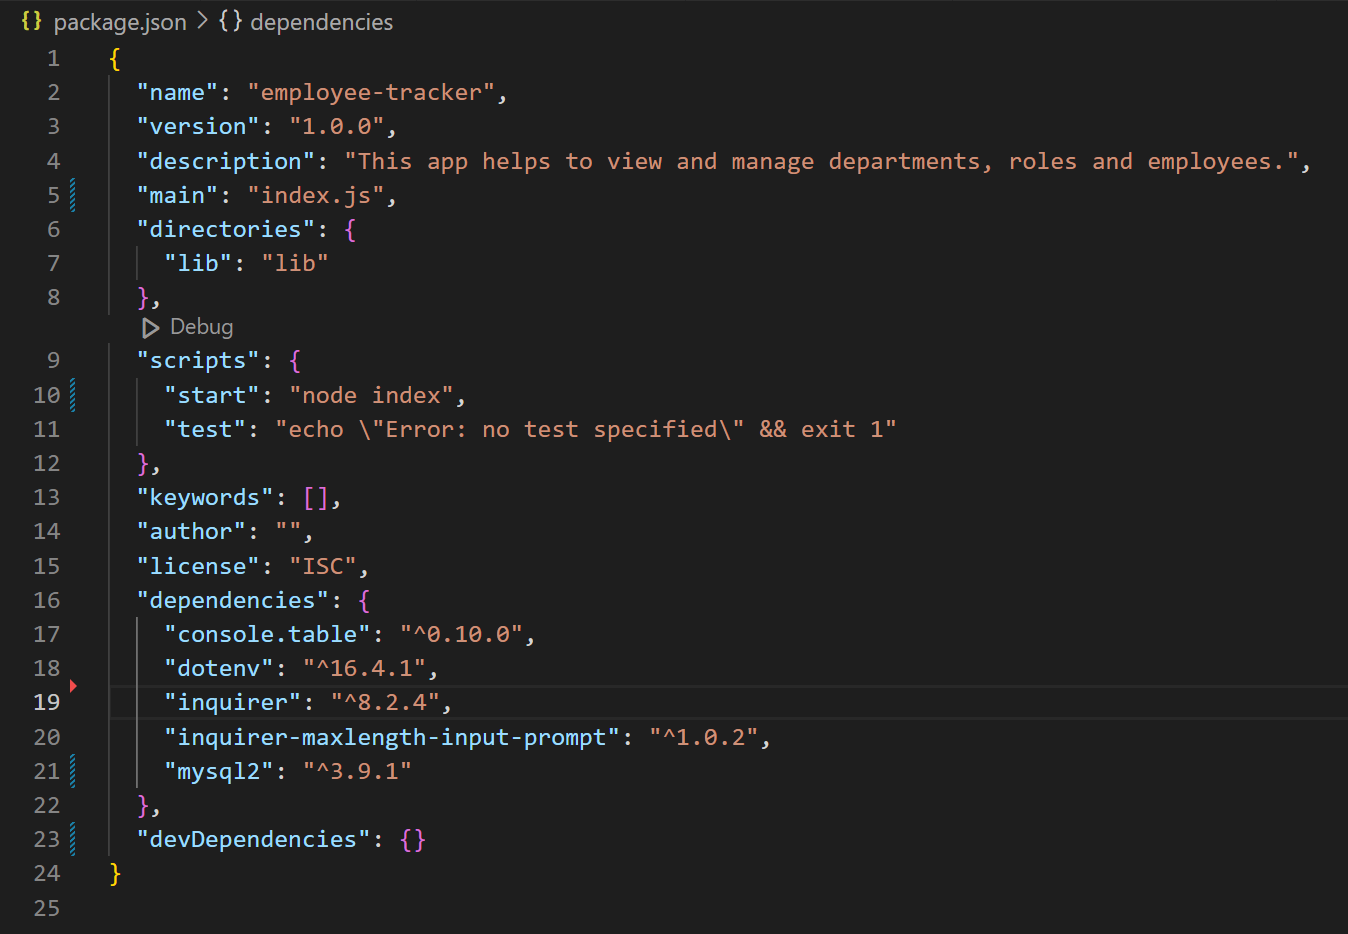 {} package.json > {} dependencies
1 {
2 "name": "employee-tracker",
3 "version": "1.0.0",
4 "description": "This app helps to view and manage departments, roles and employees.",
5 "main": "index.js",
6 "directories": {
7 "lib": "lib"
8 },
Debug
9 "scripts": {
10 "start": "node index",
11 "test": "echo \"Error: no test specified\" && exit 1"
12 },
13 "keywords": [],
14 "author": "",
15 "license": "ISC",
16 "dependencies": {
17 "console.table": "^0.10.0",
18 "dotenv": "^16.4.1",
19 "inquirer": "^8.2.4",
20 "inquirer-maxlength-input-prompt": "^1.0.2",
21 "mysql2": "^3.9.1"
22 },
23 "devDependencies": {}
24 }
25